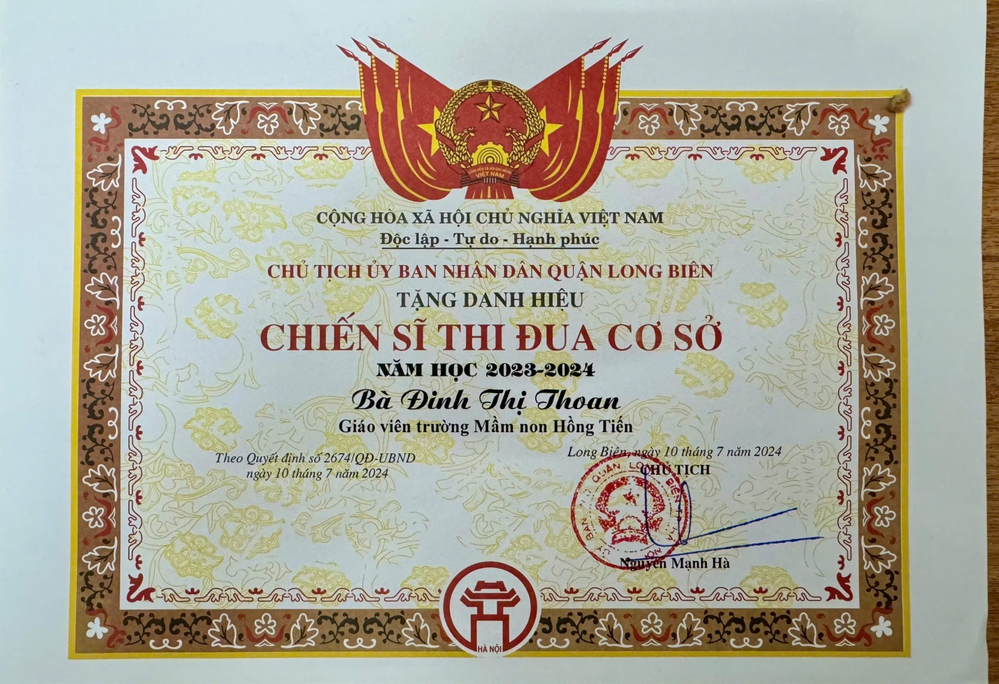 CỘNG HÒA XÃ HỘI CHỦ NGHĨA
VIỆT NAM
CỘNG HÒA XÃ HỘI CHỦ NGHĨA VIỆT NAM
Độc lập - Tự do - Hạnh phúc
CHỦ TỊCH ỦY BAN NHÂN DÂN QUẬN LONG BIÊN
TẶNG DANH HIỆU
CHIẾN SĨ THI ĐUA CƠ SỞ
NĂM HỌC 2023-2024
Bà Đinh Thị Thoan
Giáo viên trường Mầm non Hồng Tiến
Theo Quyết định số 2674/QĐ-UBND
ngày 10 tháng 7 năm 2024
Long Biên, ngày 10 tháng 7 năm 2024
CHỦ TỊCH
QUẬN LONG BIÊN
ỦY BAN
Nguyễn Mạnh Hà
HÀ NỘI